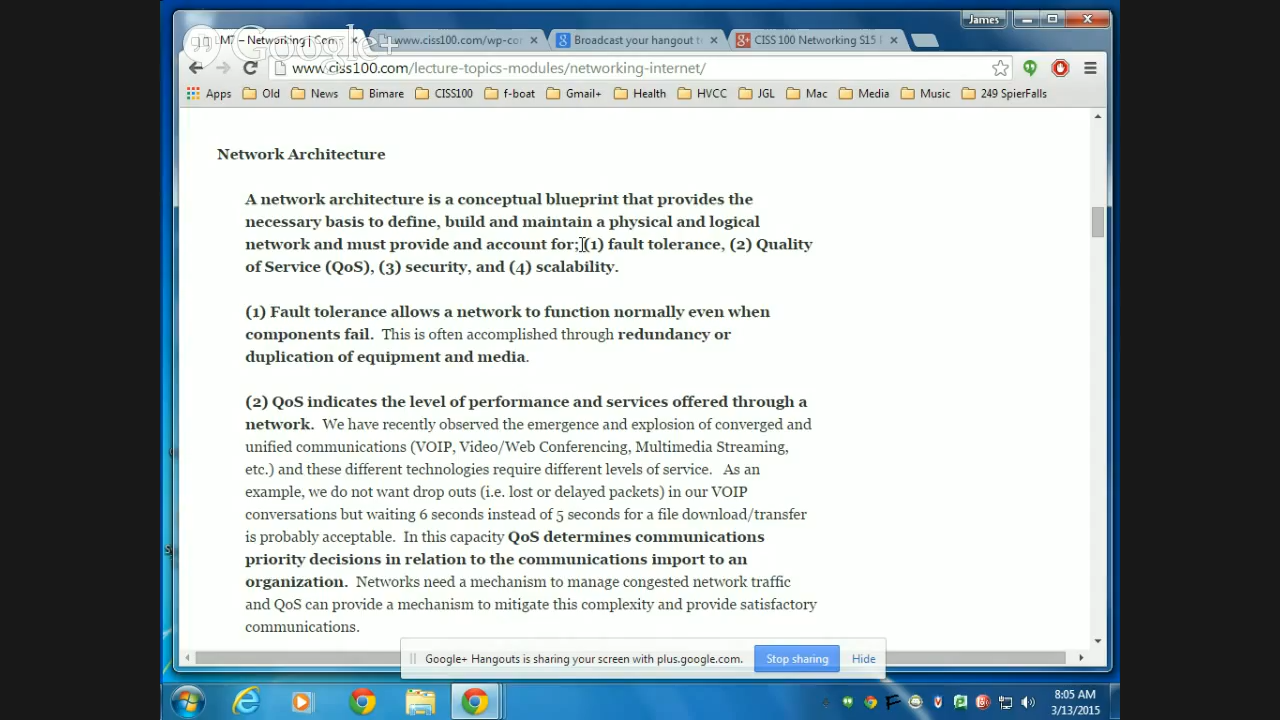 James
LM7 – Networking | Com
www.ciss100.com/wp-co
Broadcast your hangout t
CISS 100 Networking S15
Google+
www.ciss100.com/lecture-topics-modules/networking-internet/
Apps Old News Bimare CISS100 f-boat Gmail+ Health HVCC JGL Mac Media Music 249 SpierFalls
Network Architecture
A network architecture is a conceptual blueprint that provides the
necessary basis to define, build and maintain a physical and logical
network and must provide and account for; (1) fault tolerance, (2) Quality
of Service (QoS), (3) security, and (4) scalability.
(1) Fault tolerance allows a network to function normally even when
components fail. This is often accomplished through redundancy or
duplication of equipment and media.
(2) QoS indicates the level of performance and services offered through a
network. We have recently observed the emergence and explosion of converged and
unified communications (VOIP, Video/Web Conferencing, Multimedia Streaming,
etc.) and these different technologies require different levels of service. As an
example, we do not want drop outs (i.e. lost or delayed packets) in our VOIP
conversations but waiting 6 seconds instead of 5 seconds for a file download/transfer
is probably acceptable. In this capacity QoS determines communications
priority decisions in relation to the communications import to an
organization. Networks need a mechanism to manage congested network traffic
and QoS can provide a mechanism to mitigate this complexity and provide satisfactory
communications.
Google+ Hangouts is sharing your screen with plus.google.com. Stop sharing Hide
8:05 AM
3/13/2015